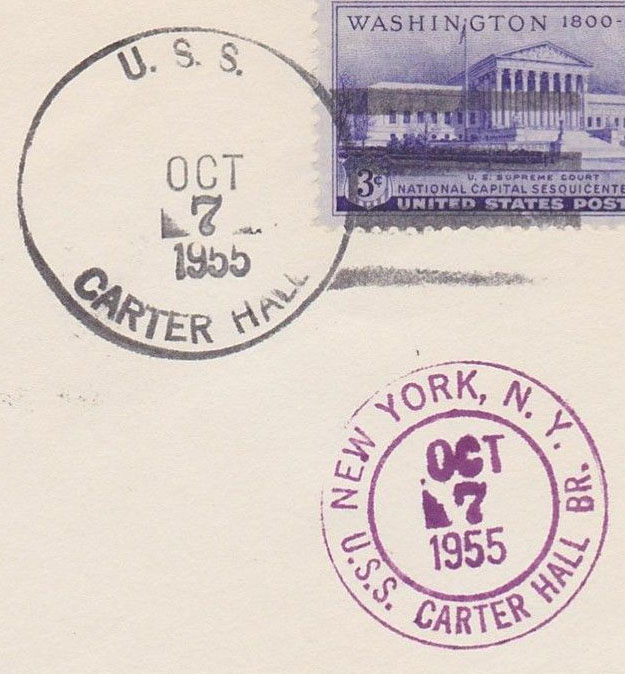 U. S. S.
OCT
7
1955
CARTER HALL
WASHINGTON 1800-
U. S. SUPREME COURT
3¢ NATIONAL CAPITAL SESQUICENTE
UNITED STATES POST
NEW YORK, N. Y.
OCT
7
1955
U.S.S. CARTER HALL BR.